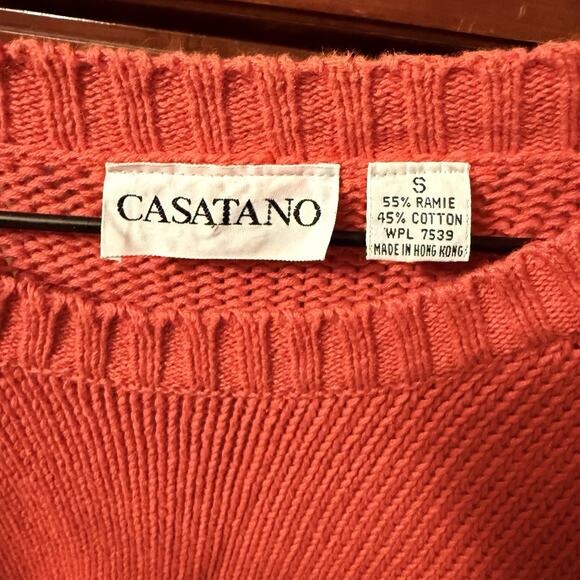 CASATANO
S
55% RAMIE
45% COTTON
WPL 7539
MADE IN HONG KONG